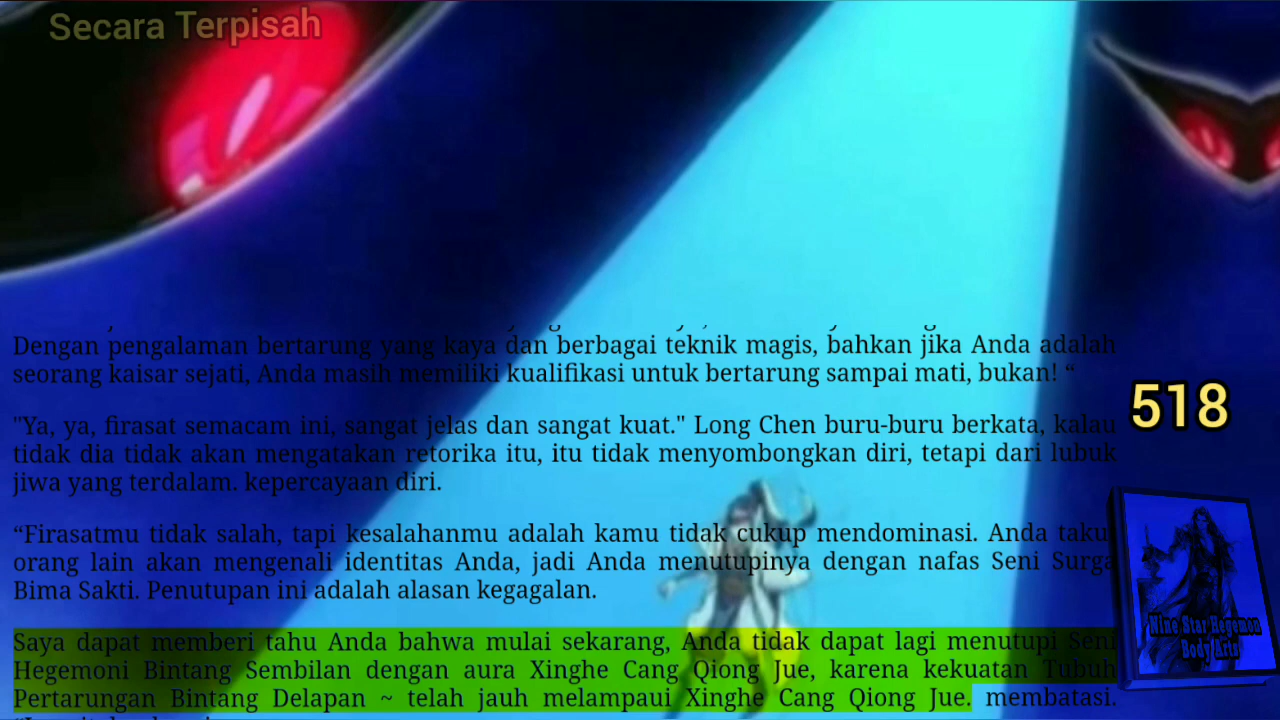 Secara Terpisah
Dengan pengalaman bertarung yang kaya dan berbagai teknik magis, bahkan jika Anda adalah
seorang kaisar sejati, Anda masih memiliki kualifikasi untuk bertarung sampai mati, bukan! “
"Ya, ya, firasat semacam ini, sangat jelas dan sangat kuat." Long Chen buru-buru berkata, kalau
tidak dia tidak akan mengatakan retorika itu, itu tidak menyombongkan diri, tetapi dari lubuk
jiwa yang terdalam. kepercayaan diri.
“Firasatmu tidak salah, tapi kesalahanmu adalah kamu tidak cukup mendominasi. Anda takut
orang lain akan mengenali identitas Anda, jadi Anda menutupinya dengan nafas Seni Surga
Bima Sakti. Penutupan ini adalah alasan kegagalan.
Saya dapat memberi tahu Anda bahwa mulai sekarang, Anda tidak dapat lagi menutupi Seni
Hegemoni Bintang Sembilan dengan aura Xinghe Cang Qiong Jue, karena kekuatan Tubuh
Pertarungan Bintang Delapan ~ telah jauh melampaui Xinghe Cang Qiong Jue. membatasi.
518
Nine Star Hegemon
Body Arts